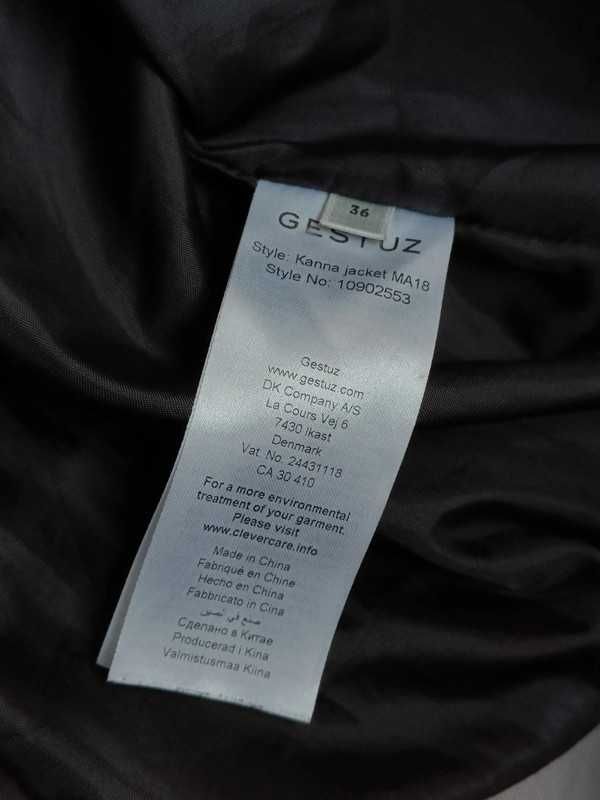 36
GESTUZ
Style: Kanna jacket MA18
Style No: 10902553
Gestuz
www.gestuz.com
DK Company A/S
La Cours Vej 6
7430 Ikast
Denmark
Vat. No. 24431118
CA 30 410
For a more environmental
treatment of your garment.
Please visit
www.clevercare.info
Made in China
Fabriqué en Chine
Hecho en China
Fabbricato in Cina
صنع في
Сделано в Китае
Producerad i Kina
Valmistusmaa Kiina